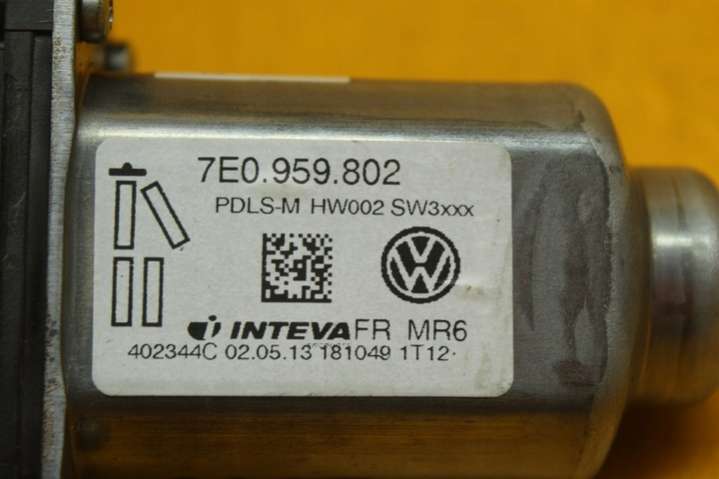 7E0.959.802
PDLS-M HW002 SW3xxx
INTEVA FR MR6
402344C 02.05.13 181049 1T12